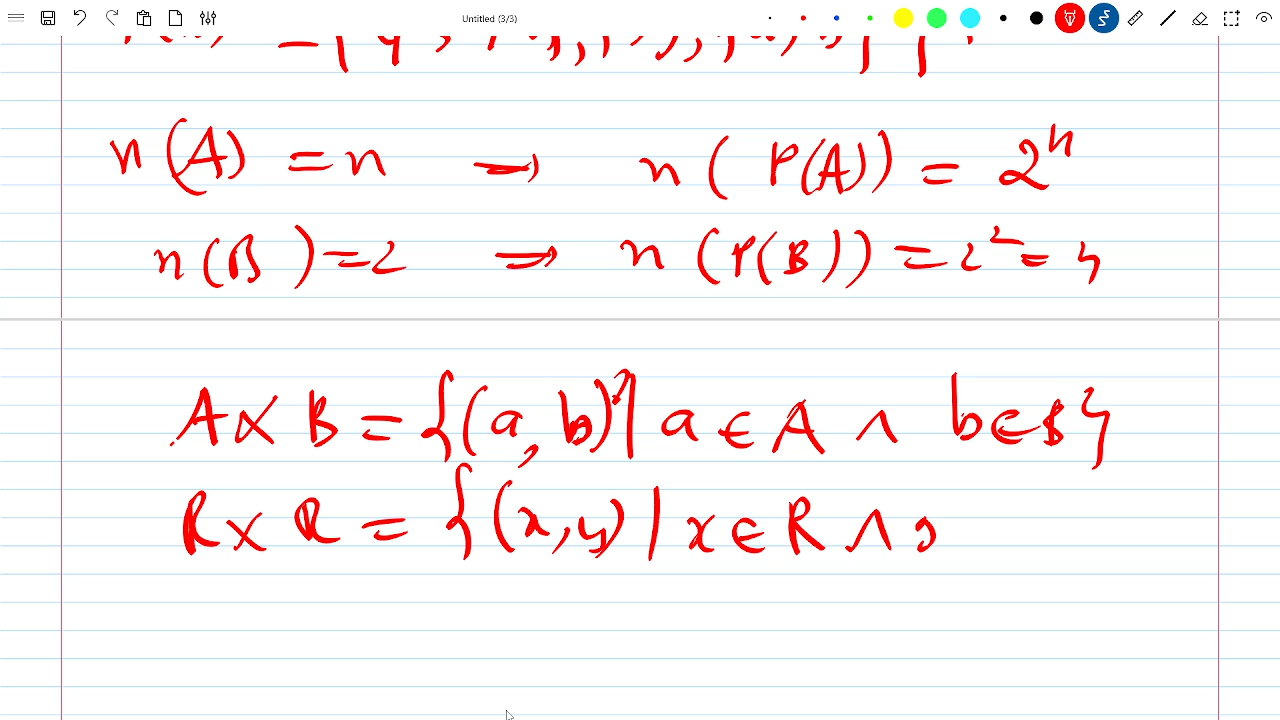 Untitled (3/3)
n(A) = n → n(P(A)) = 2ⁿ
n(B) = 2 → n(P(B)) = 2² = 4
A×B = {(a,b) | a ∈ A ∧ b ∈ B}
R×R = {(x,y) | x ∈ R ∧